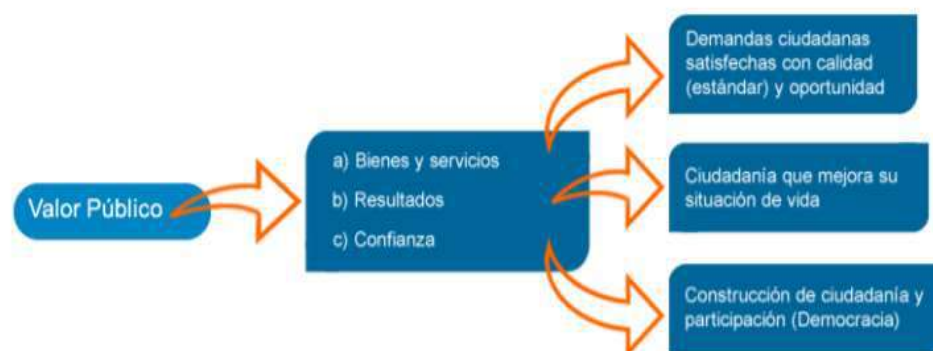 Valor Público
a) Bienes y servicios
b) Resultados
c) Confianza
Demandas ciudadanas
satisfechas con calidad
(estándar) y oportunidad
Ciudadanía que mejora su
situación de vida
Construcción de ciudadanía y
participación (Democracia)